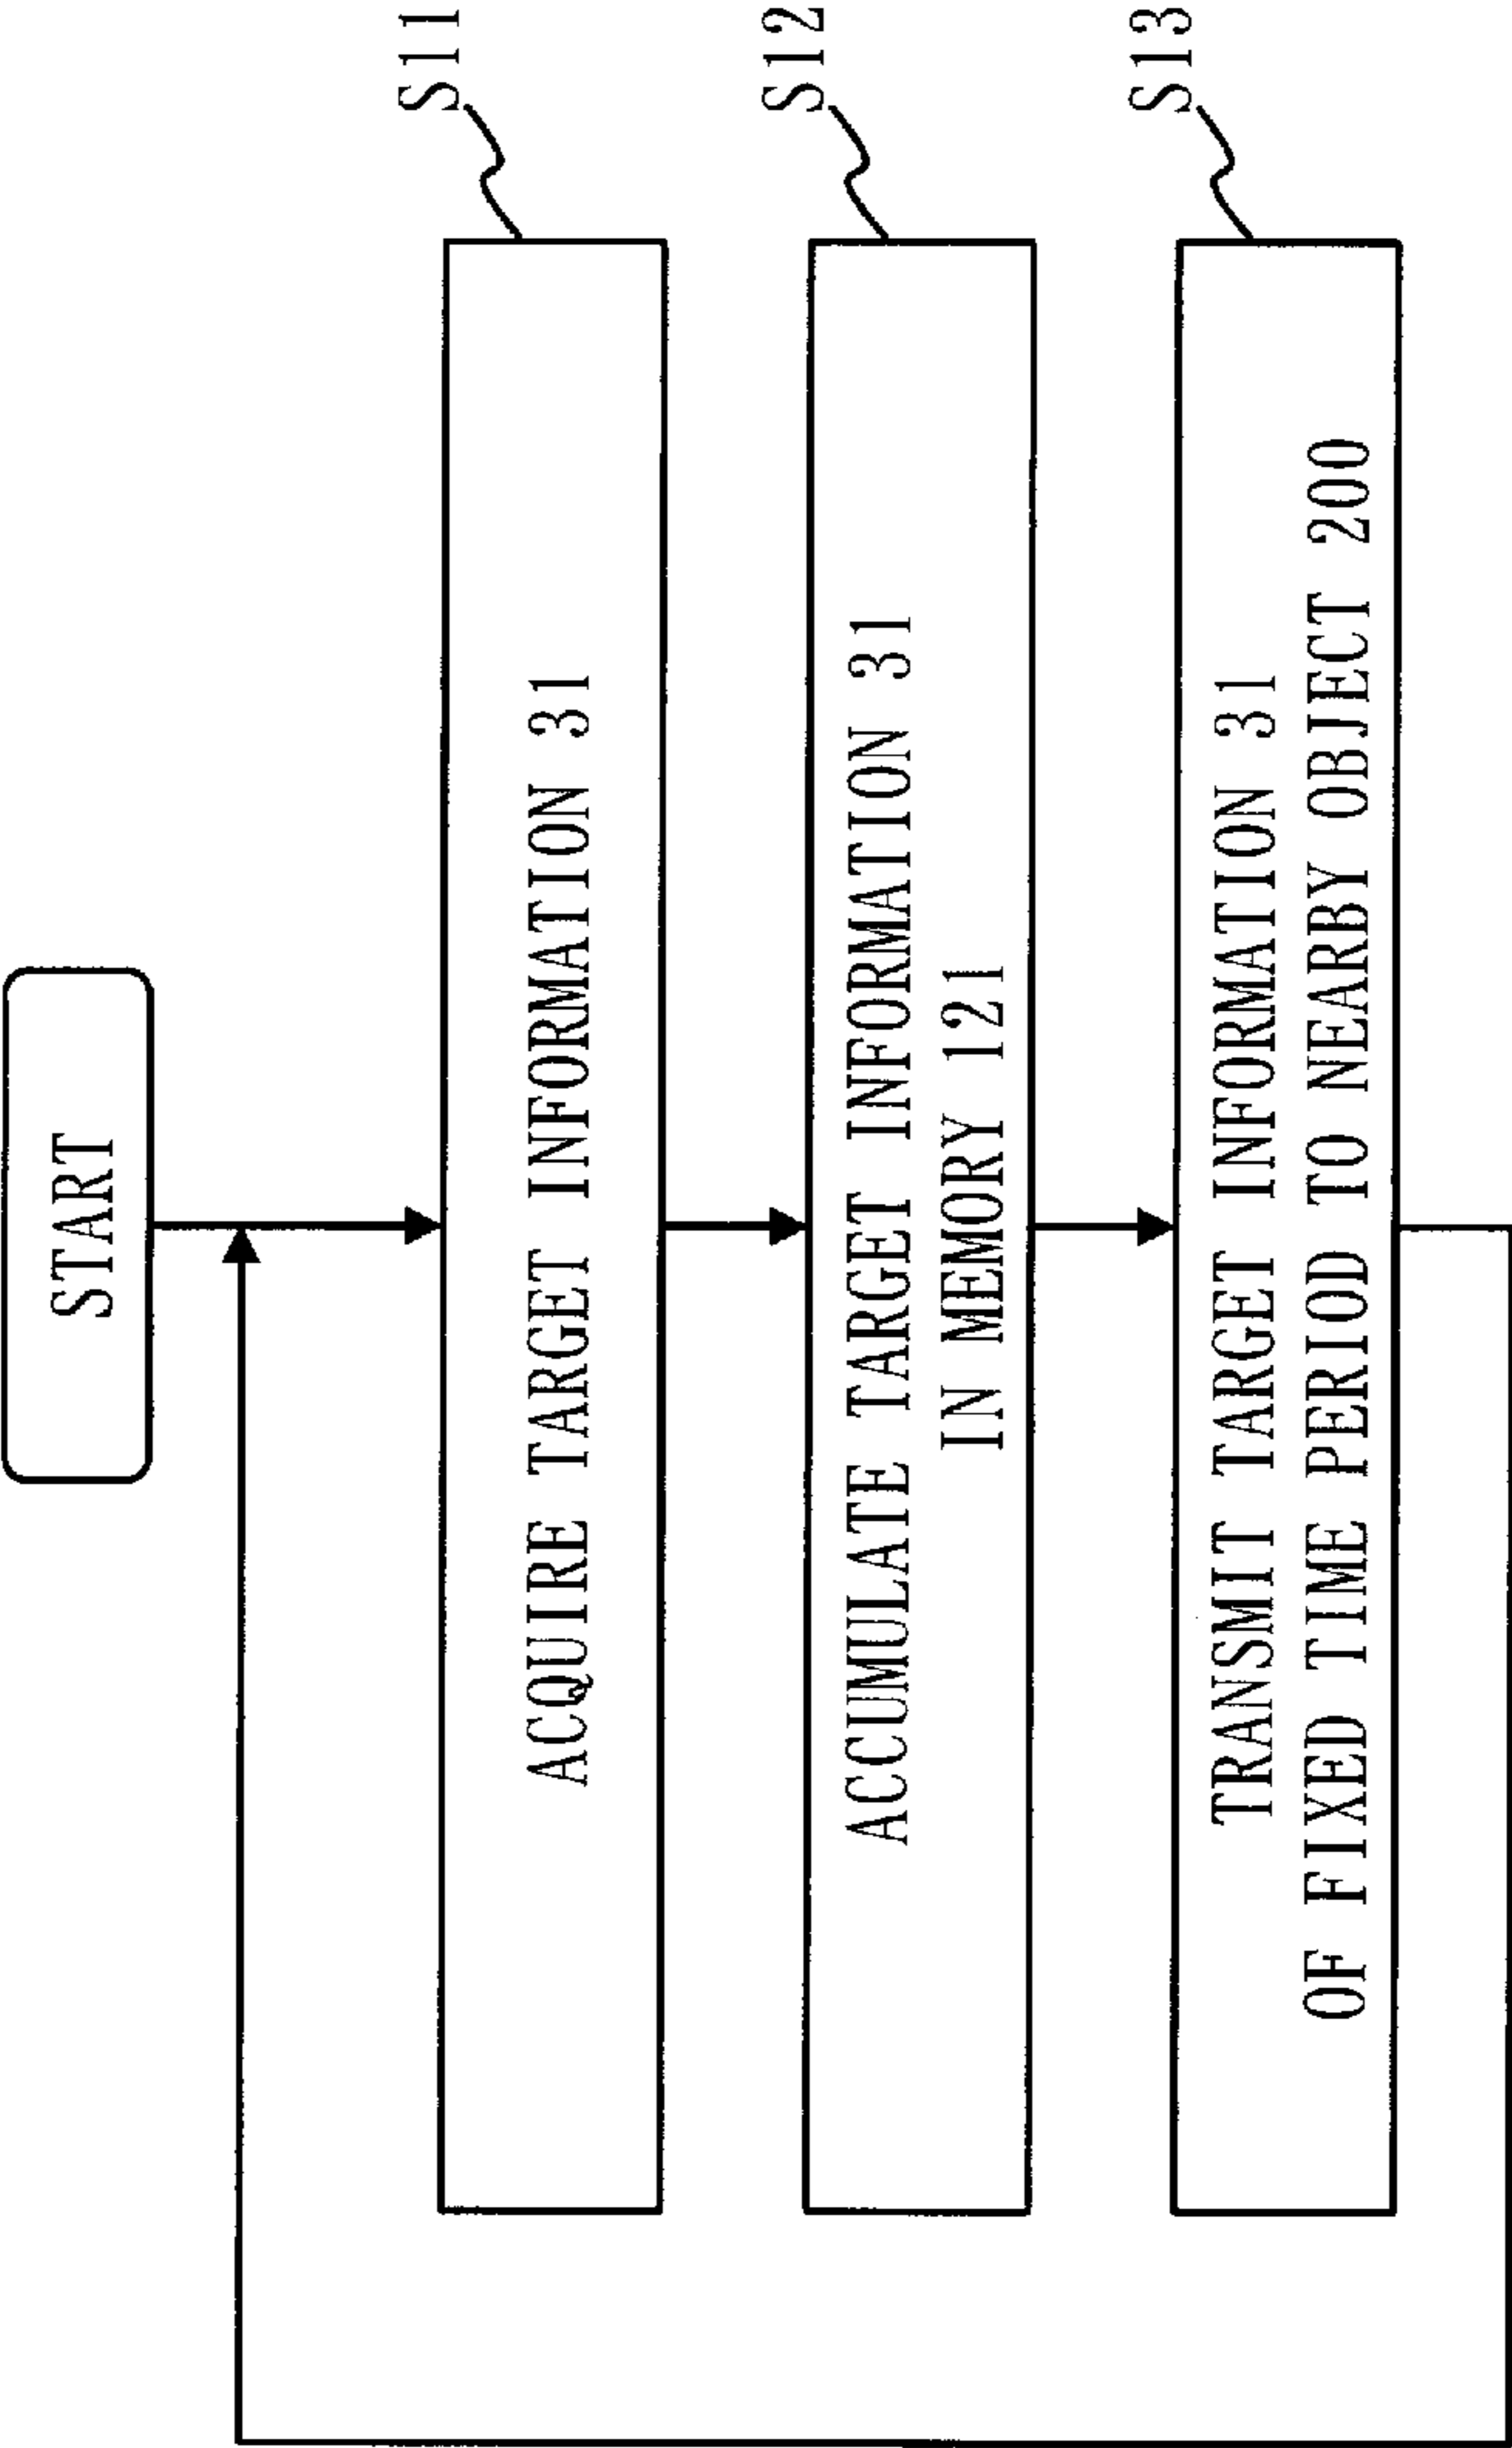 START
S11
ACQUIRE TARGET INFORMATION 31
S12
ACCUMULATE TARGET INFORMATION 31
IN MEMORY 121
S13
TRANSMIT TARGET INFORMATION 31
OF FIXED TIME PERIOD TO NEARBY OBJECT 200